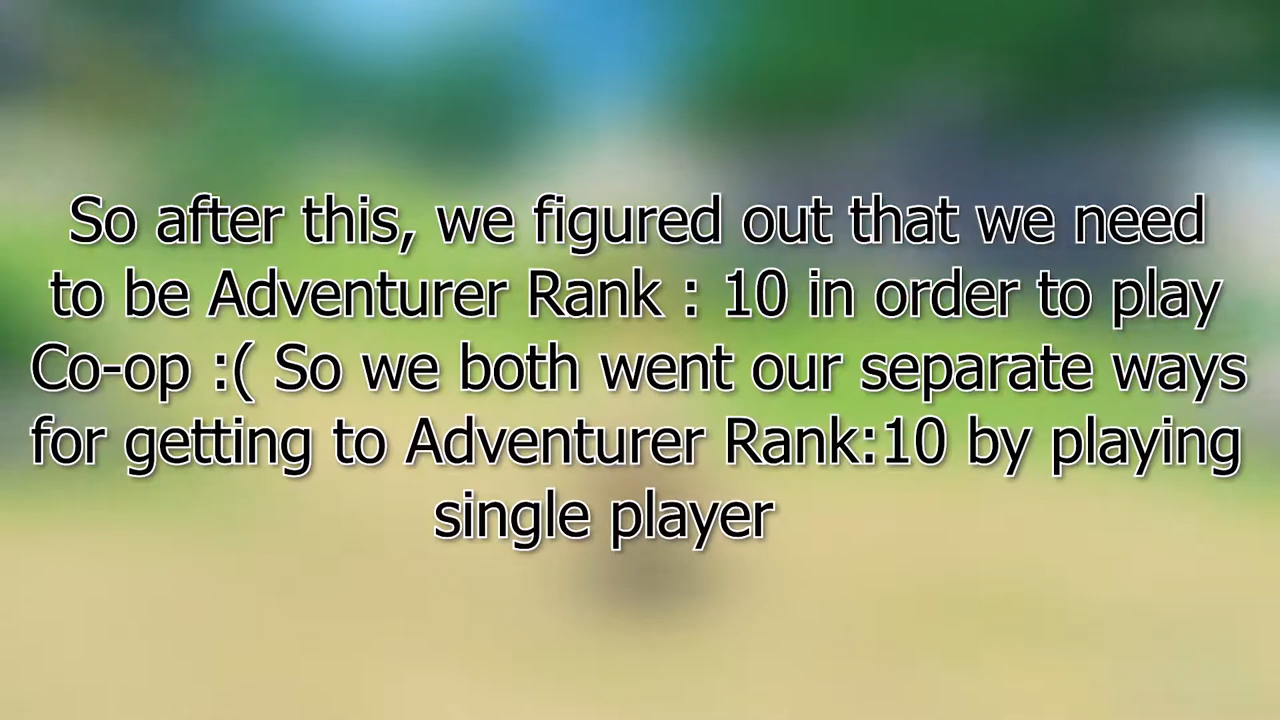 So after this, we figured out that we need
to be Adventurer Rank : 10 in order to play
Co-op :( So we both went our separate ways
for getting to Adventurer Rank:10 by playing
single player